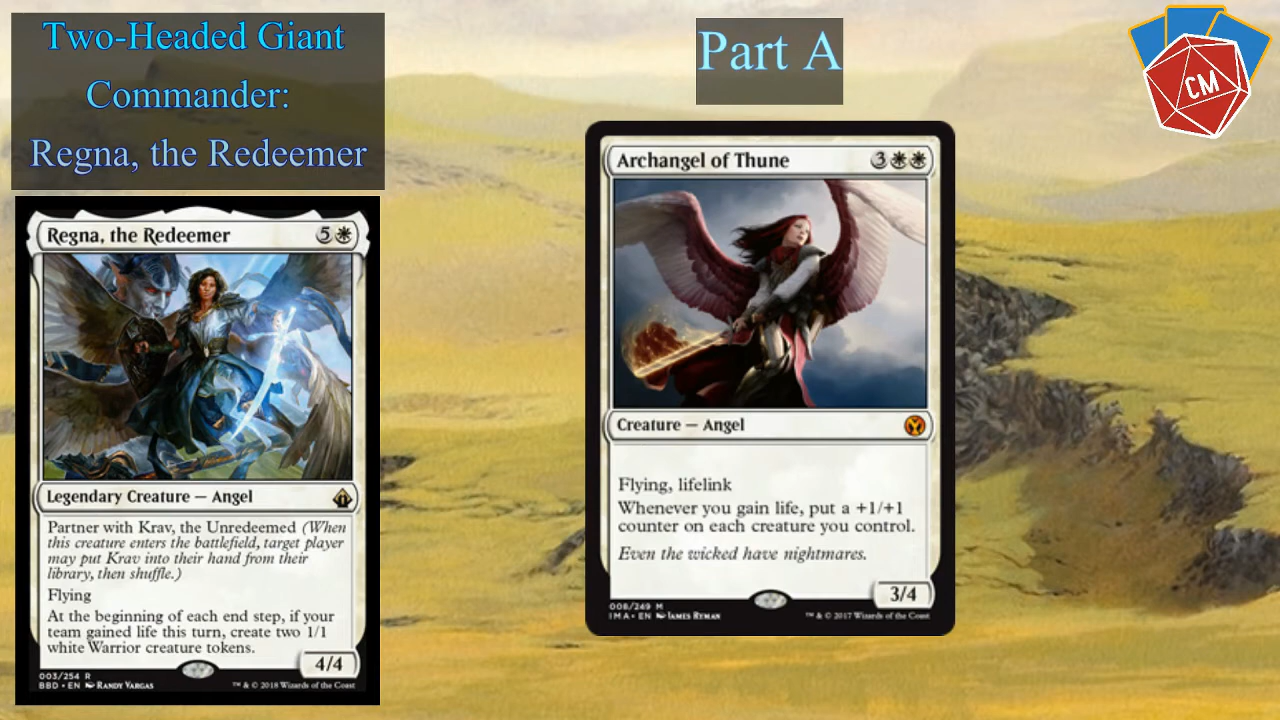 Two-Headed Giant
Commander:
Regna, the Redeemer
Part A
CM
Regna, the Redeemer 5
Legendary Creature — Angel
Partner with Krav, the Unredeemed (When
this creature enters the battlefield, target player
may put Krav into their hand from their
library, then shuffle.)
Flying
At the beginning of each end step, if your
team gained life this turn, create two 1/1
white Warrior creature tokens.
4/4
003/254 R
BBD • EN RANDY VARGAS
™ & © 2018 Wizards of the Coast
Archangel of Thune 3
Creature — Angel
Flying, lifelink
Whenever you gain life, put a +1/+1
counter on each creature you control.
Even the wicked have nightmares.
3/4
008/249 M
IMA • EN JAMES RYMAN
™ & © 2017 Wizards of the Coast